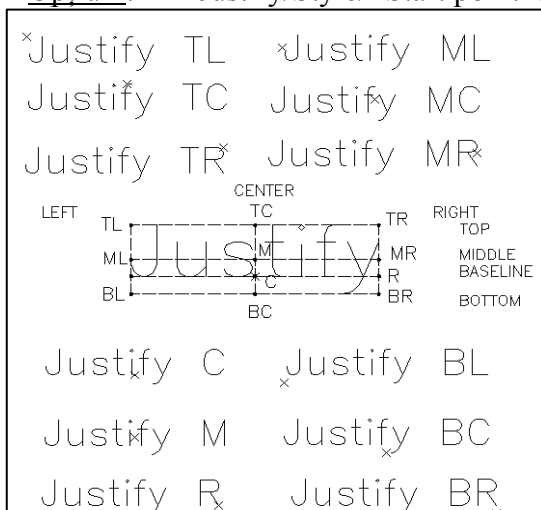 Justify TL Justify ML
Justify TC Justify MC
Justify TR Justify MR
CENTER
LEFT TL TC TR RIGHT
TOP
Justify
ML M MR MIDDLE
C R BASELINE
BL BC BR BOTTOM
Justify C Justify BL
Justify M Justify BC
Justify R Justify BR